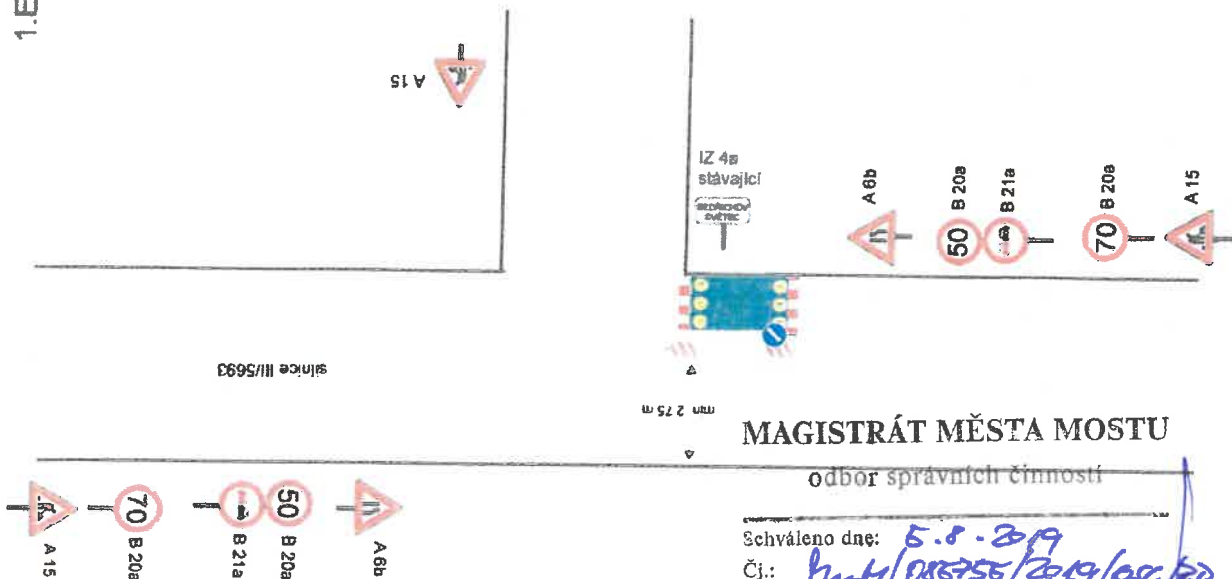 1.E
A 15
IZ 4a
stávající
BEDŘICHŮV
SVĚTEC
A 6b
50
B 20a
B 21a
70
B 20a
A 15
silnice III/5693
min 2.75 m
MAGISTRÁT MĚSTA MOSTU
odbor správních činností
Schváleno dne: 5.8.2019
Čj.:
A 15
70
B 20a
B 21a
50
B 20a
A 6b